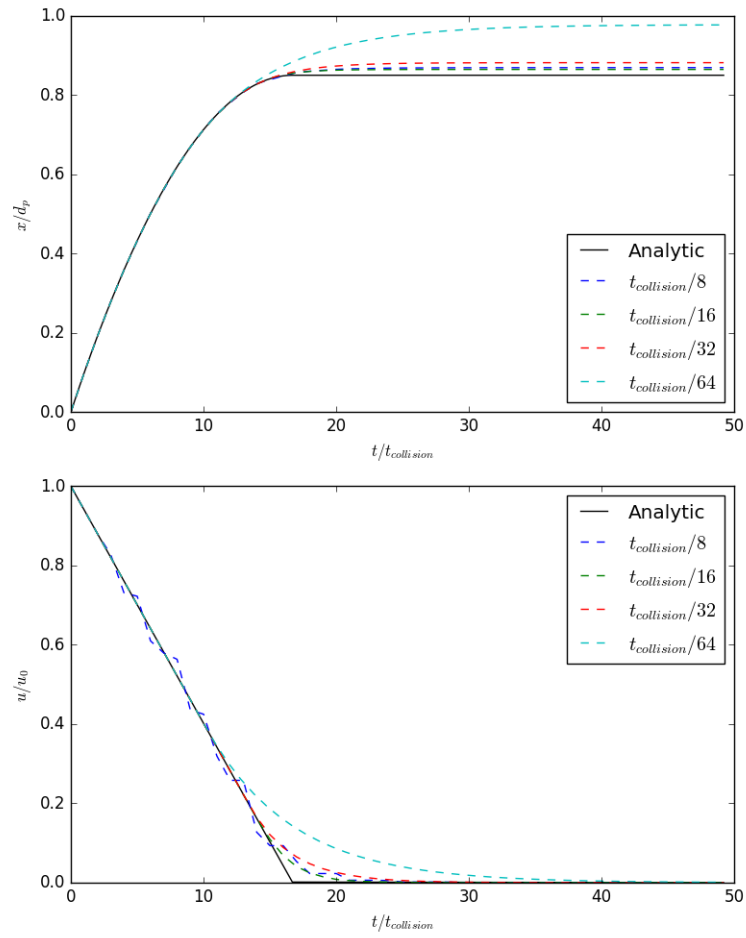 1.0
0.8
0.6
0.4
0.2
0.0
x/d_p
0 10 20 30 40 50
t/t_collision
Analytic
t_collision/8
t_collision/16
t_collision/32
t_collision/64
1.0
0.8
0.6
0.4
0.2
0.0
u/u_0
0 10 20 30 40 50
t/t_collision
Analytic
t_collision/8
t_collision/16
t_collision/32
t_collision/64